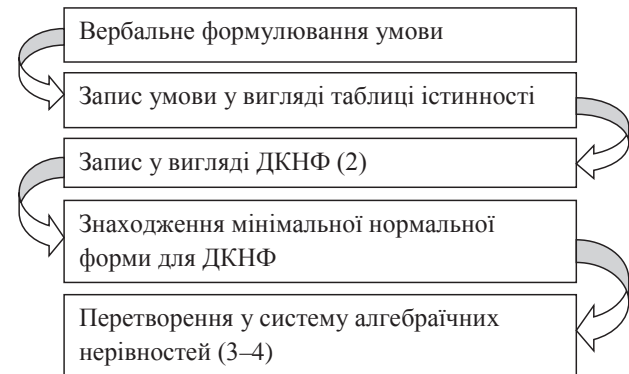 Вербальне формулювання умови
Запис умови у вигляді таблиці істинності
Запис у вигляді ДКНФ (2)
Знаходження мінімальної нормальної
форми для ДКНФ
Перетворення у систему алгебраїчних
нерівностей (3–4)